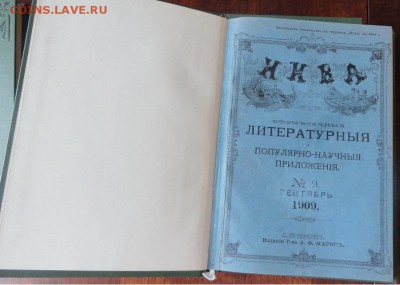 COINS.LAVE.RU
НИВА
ЛИТЕРАТУРНЫЯ
и
ПОПУЛЯРНО-НАУЧНЫЯ
ПРИЛОЖЕНІЯ.
№ 9.
СЕНТЯБРЬ
1909.
С.-ПЕТЕРБУРГЪ.
Изданіе Т-ва А. Ф. МАРКСЪ.